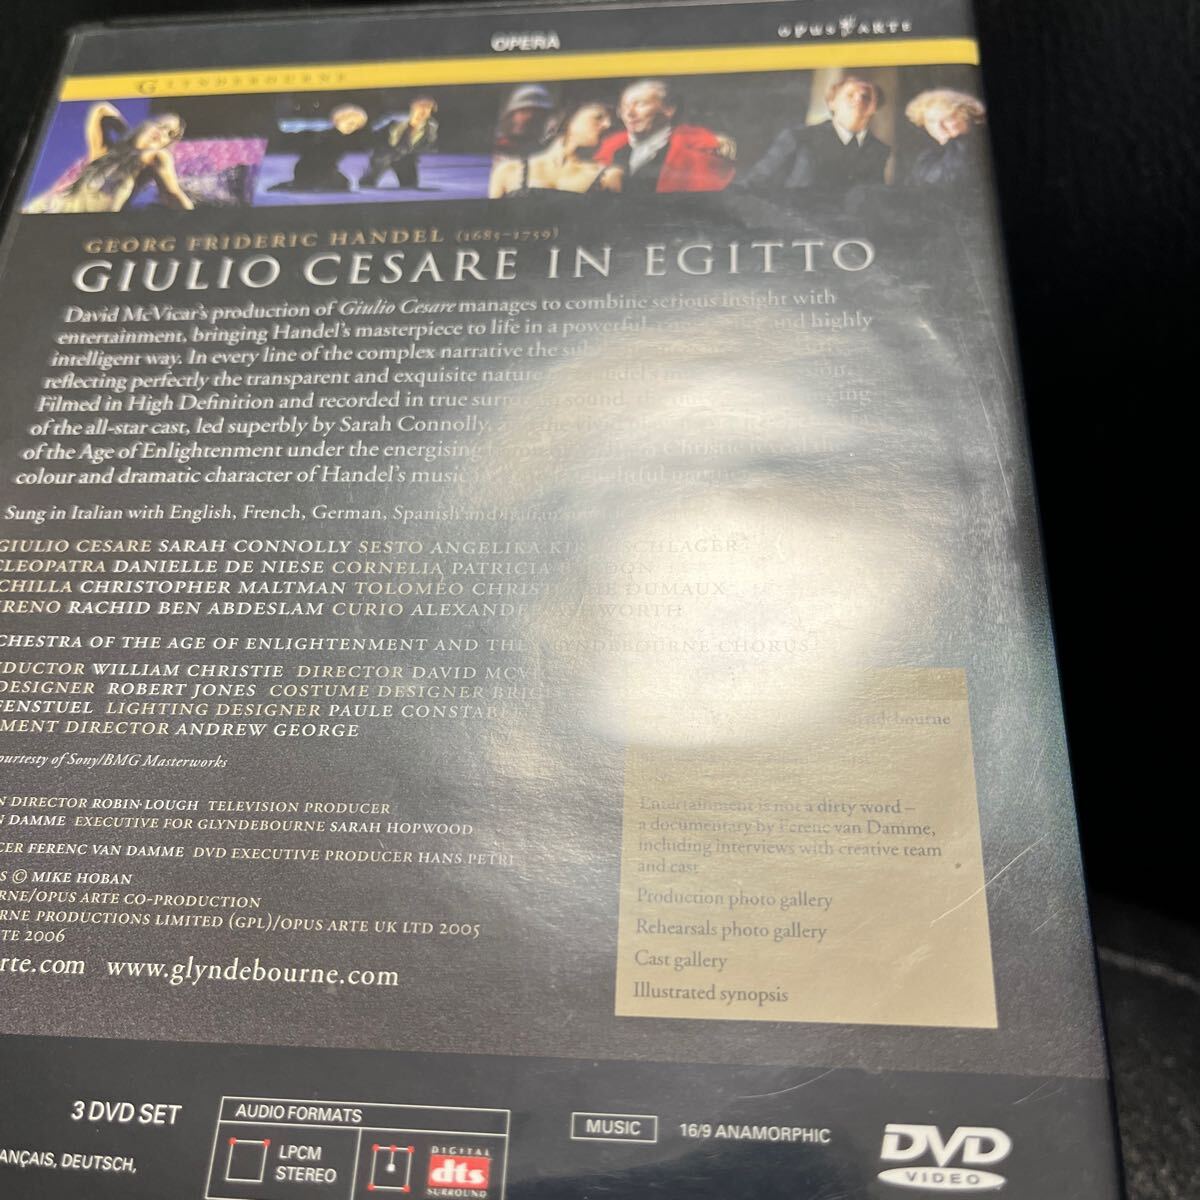 OPERA
OPUS ARTE
GLYNDEBOURNE
GEORG FRIDERIC HANDEL (1685-1759)
GIULIO CESARE IN EGITTO
David McVicar's production of Giulio Cesare manages to combine serious insight with
entertainment, bringing Handel's masterpiece to life in a powerful and highly
intelligent way. In every line of the complex narrative the
reflecting perfectly the transparent and exquisite nature
Filmed in High Definition and recorded in true sound,
of the all-star cast, led superbly by Sarah Connolly,
of the Age of Enlightenment under the energising Christie
colour and dramatic character of Handel's music
Sung in Italian with English, French, German, Spanish and Italian
GIULIO CESARE SARAH CONNOLLY SESTO ANGELIKA
CLEOPATRA DANIELLE DE NIESE CORNELIA PATRICIA
CHILLA CHRISTOPHER MALTMAN TOLOMEO DUMAUX
RENO RACHID BEN ABDESLAM CURIO
CHESTRA OF THE AGE OF ENLIGHTENMENT AND THE GLYNDEBOURNE CHORUS
DUCTOR WILLIAM CHRISTIE DIRECTOR DAVID
DESIGNER ROBERT JONES COSTUME DESIGNER
FENSTUEL LIGHTING DESIGNER PAULE
MENT DIRECTOR ANDREW GEORGE
ourtesty of Sony/BMG Masterworks
N DIRECTOR ROBIN LOUGH TELEVISION PRODUCER
N DAMME EXECUTIVE FOR GLYNDEBOURNE SARAH HOPWOOD
CER FERENC VAN DAMME DVD EXECUTIVE PRODUCER HANS PETRI
S © MIKE HOBAN
RNE/OPUS ARTE CO-PRODUCTION
URNE PRODUCTIONS LIMITED (GPL)/OPUS ARTE UK LTD 2005
TE 2006
rte.com www.glyndebourne.com
Entertainment is not a dirty word –
a documentary by Ferenc van Damme,
including interviews with creative team
and cast
Production photo gallery
Rehearsals photo gallery
Cast gallery
Illustrated synopsis
3 DVD SET
AUDIO FORMATS
LPCM
STEREO
DIGITAL
dts
SURROUND
MUSIC
16/9 ANAMORPHIC
DVD
VIDEO
ANÇAIS, DEUTSCH,